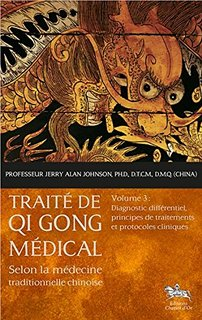 PROFESSEUR JERRY ALAN JOHNSON, PH.D., D.T.C.M., D.M.Q. (CHINA)
TRAITÉ DE
QI GONG
MÉDICAL
Selon la médecine
traditionnelle chinoise
Volume 3 :
Diagnostic différentiel,
principes de traitements
et protocoles cliniques
Éditions
Chariot d'Or